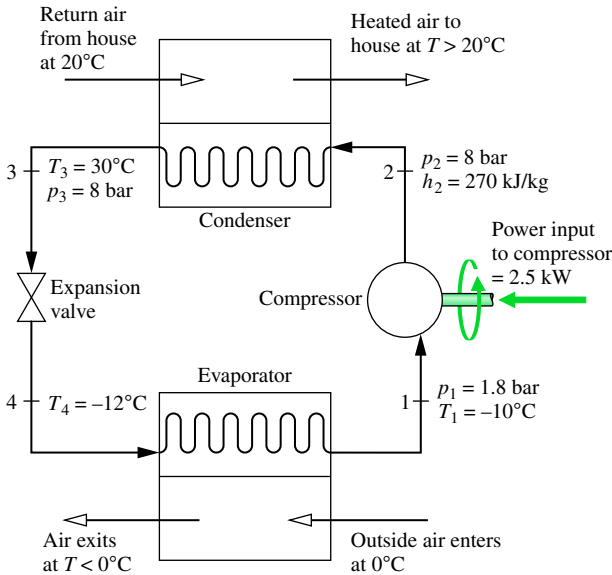 Return air
from house
at 20°C
Heated air to
house at T > 20°C
3
T₃ = 30°C
p₃ = 8 bar
2
p₂ = 8 bar
h₂ = 270 kJ/kg
Condenser
Power input
to compressor
= 2.5 kW
Expansion
valve
Compressor
Evaporator
4
T₄ = –12°C
1
p₁ = 1.8 bar
T₁ = –10°C
Air exits
at T < 0°C
Outside air enters
at 0°C